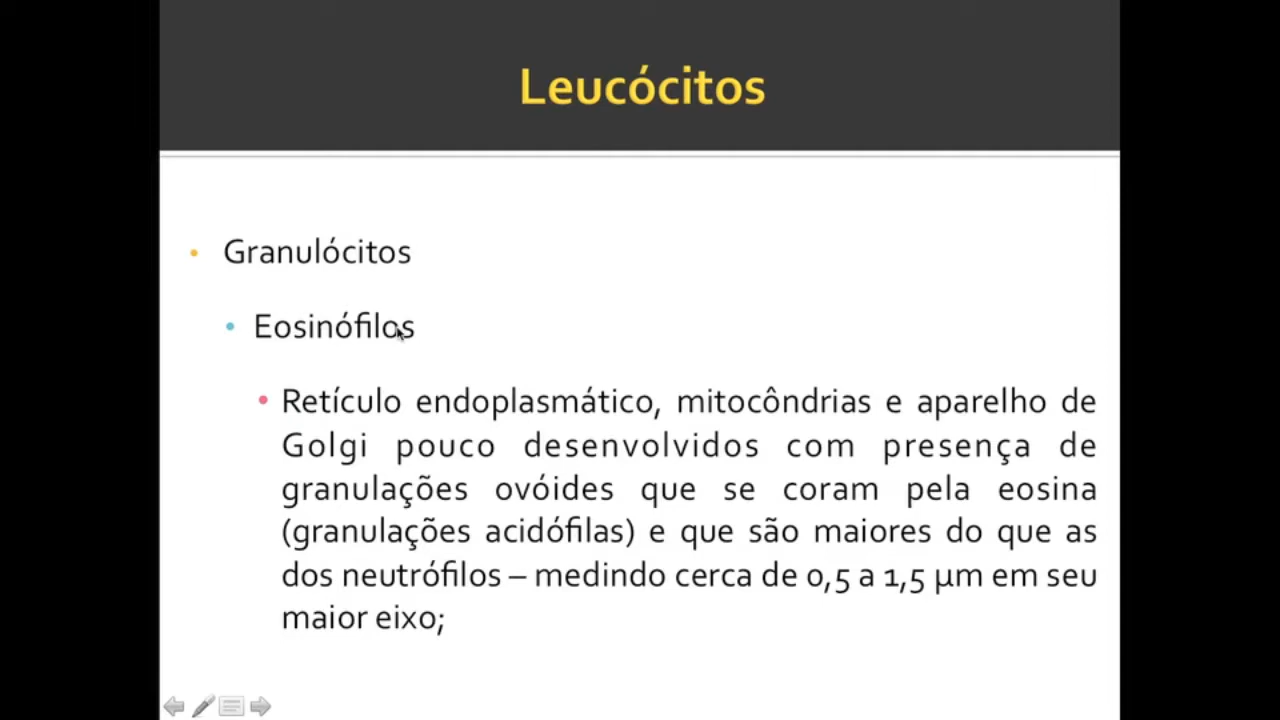 Leucócitos
• Granulócitos
• Eosinófilos
• Retículo endoplasmático, mitocôndrias e aparelho de
Golgi pouco desenvolvidos com presença de
granulações ovóides que se coram pela eosina
(granulações acidófilas) e que são maiores do que as
dos neutrófilos – medindo cerca de 0,5 a 1,5 μm em seu
maior eixo;